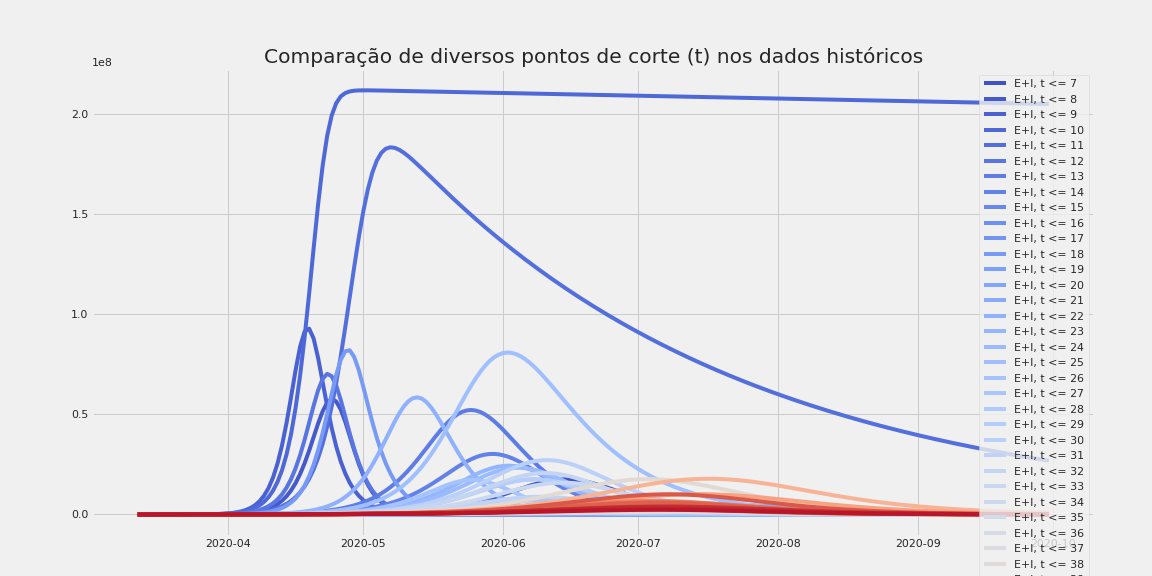 Comparação de diversos pontos de corte (t) nos dados históricos
1e8
2.0
1.5
1.0
0.5
0.0
2020-04
2020-05
2020-06
2020-07
2020-08
2020-09
2020-10
E+I, t <= 7
E+I, t <= 8
E+I, t <= 9
E+I, t <= 10
E+I, t <= 11
E+I, t <= 12
E+I, t <= 13
E+I, t <= 14
E+I, t <= 15
E+I, t <= 16
E+I, t <= 17
E+I, t <= 18
E+I, t <= 19
E+I, t <= 20
E+I, t <= 21
E+I, t <= 22
E+I, t <= 23
E+I, t <= 24
E+I, t <= 25
E+I, t <= 26
E+I, t <= 27
E+I, t <= 28
E+I, t <= 29
E+I, t <= 30
E+I, t <= 31
E+I, t <= 32
E+I, t <= 33
E+I, t <= 34
E+I, t <= 35
E+I, t <= 36
E+I, t <= 37
E+I, t <= 38